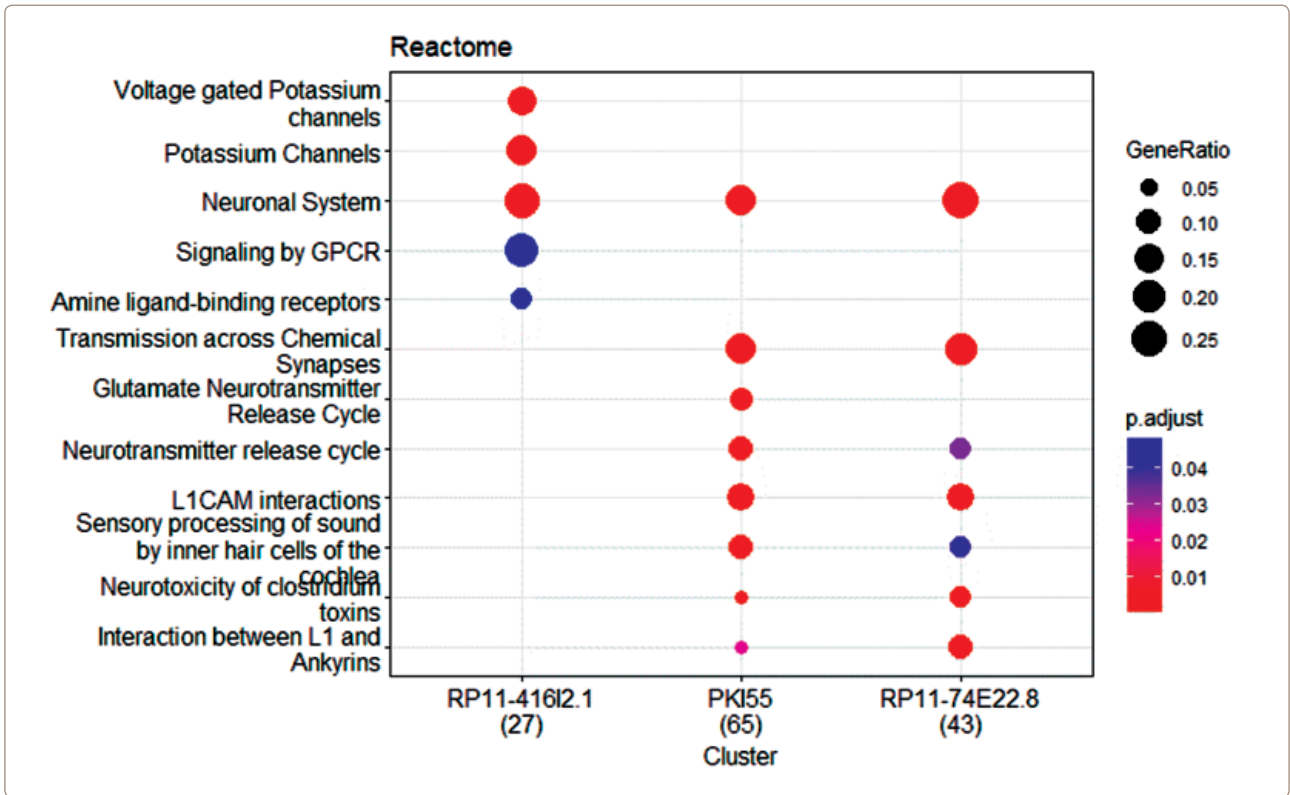 Reactome
Voltage gated Potassium
channels
Potassium Channels
Neuronal System
Signaling by GPCR
Amine ligand-binding receptors
Transmission across Chemical
Synapses
Glutamate Neurotransmitter
Release Cycle
Neurotransmitter release cycle
L1CAM interactions
Sensory processing of sound
by inner hair cells of the
cochlea
Neurotoxicity of clostridium
toxins
Interaction between L1 and
Ankyrins
RP11-416I2.1
(27)
PKI55
(65)
RP11-74E22.8
(43)
Cluster
GeneRatio
0.05
0.10
0.15
0.20
0.25
p.adjust
0.04
0.03
0.02
0.01